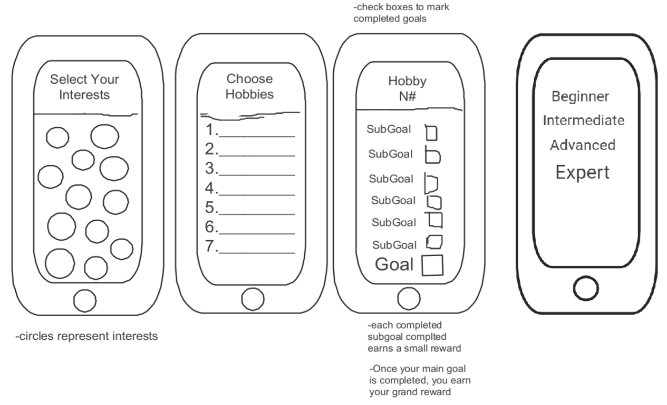 -check boxes to mark
completed goals
Select Your
Interests
Choose
Hobbies
1.
2.
3.
4.
5.
6.
7.
Hobby
N#
SubGoal
SubGoal
SubGoal
SubGoal
SubGoal
SubGoal
Goal
Beginner
Intermediate
Advanced
Expert
-circles represent interests
-each completed
subgoal complted
earns a small reward
-Once your main goal
is completed, you earn
your grand reward